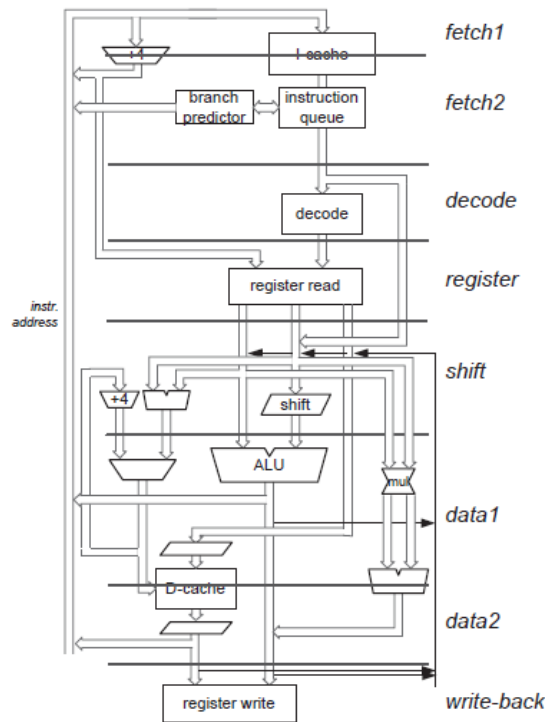 fetch1
+4
I-cache
branch
predictor
instruction
queue
fetch2
decode
decode
register read
register
instr.
address
shift
+4
shift
ALU
mul
data1
D-cache
data2
register write
write-back